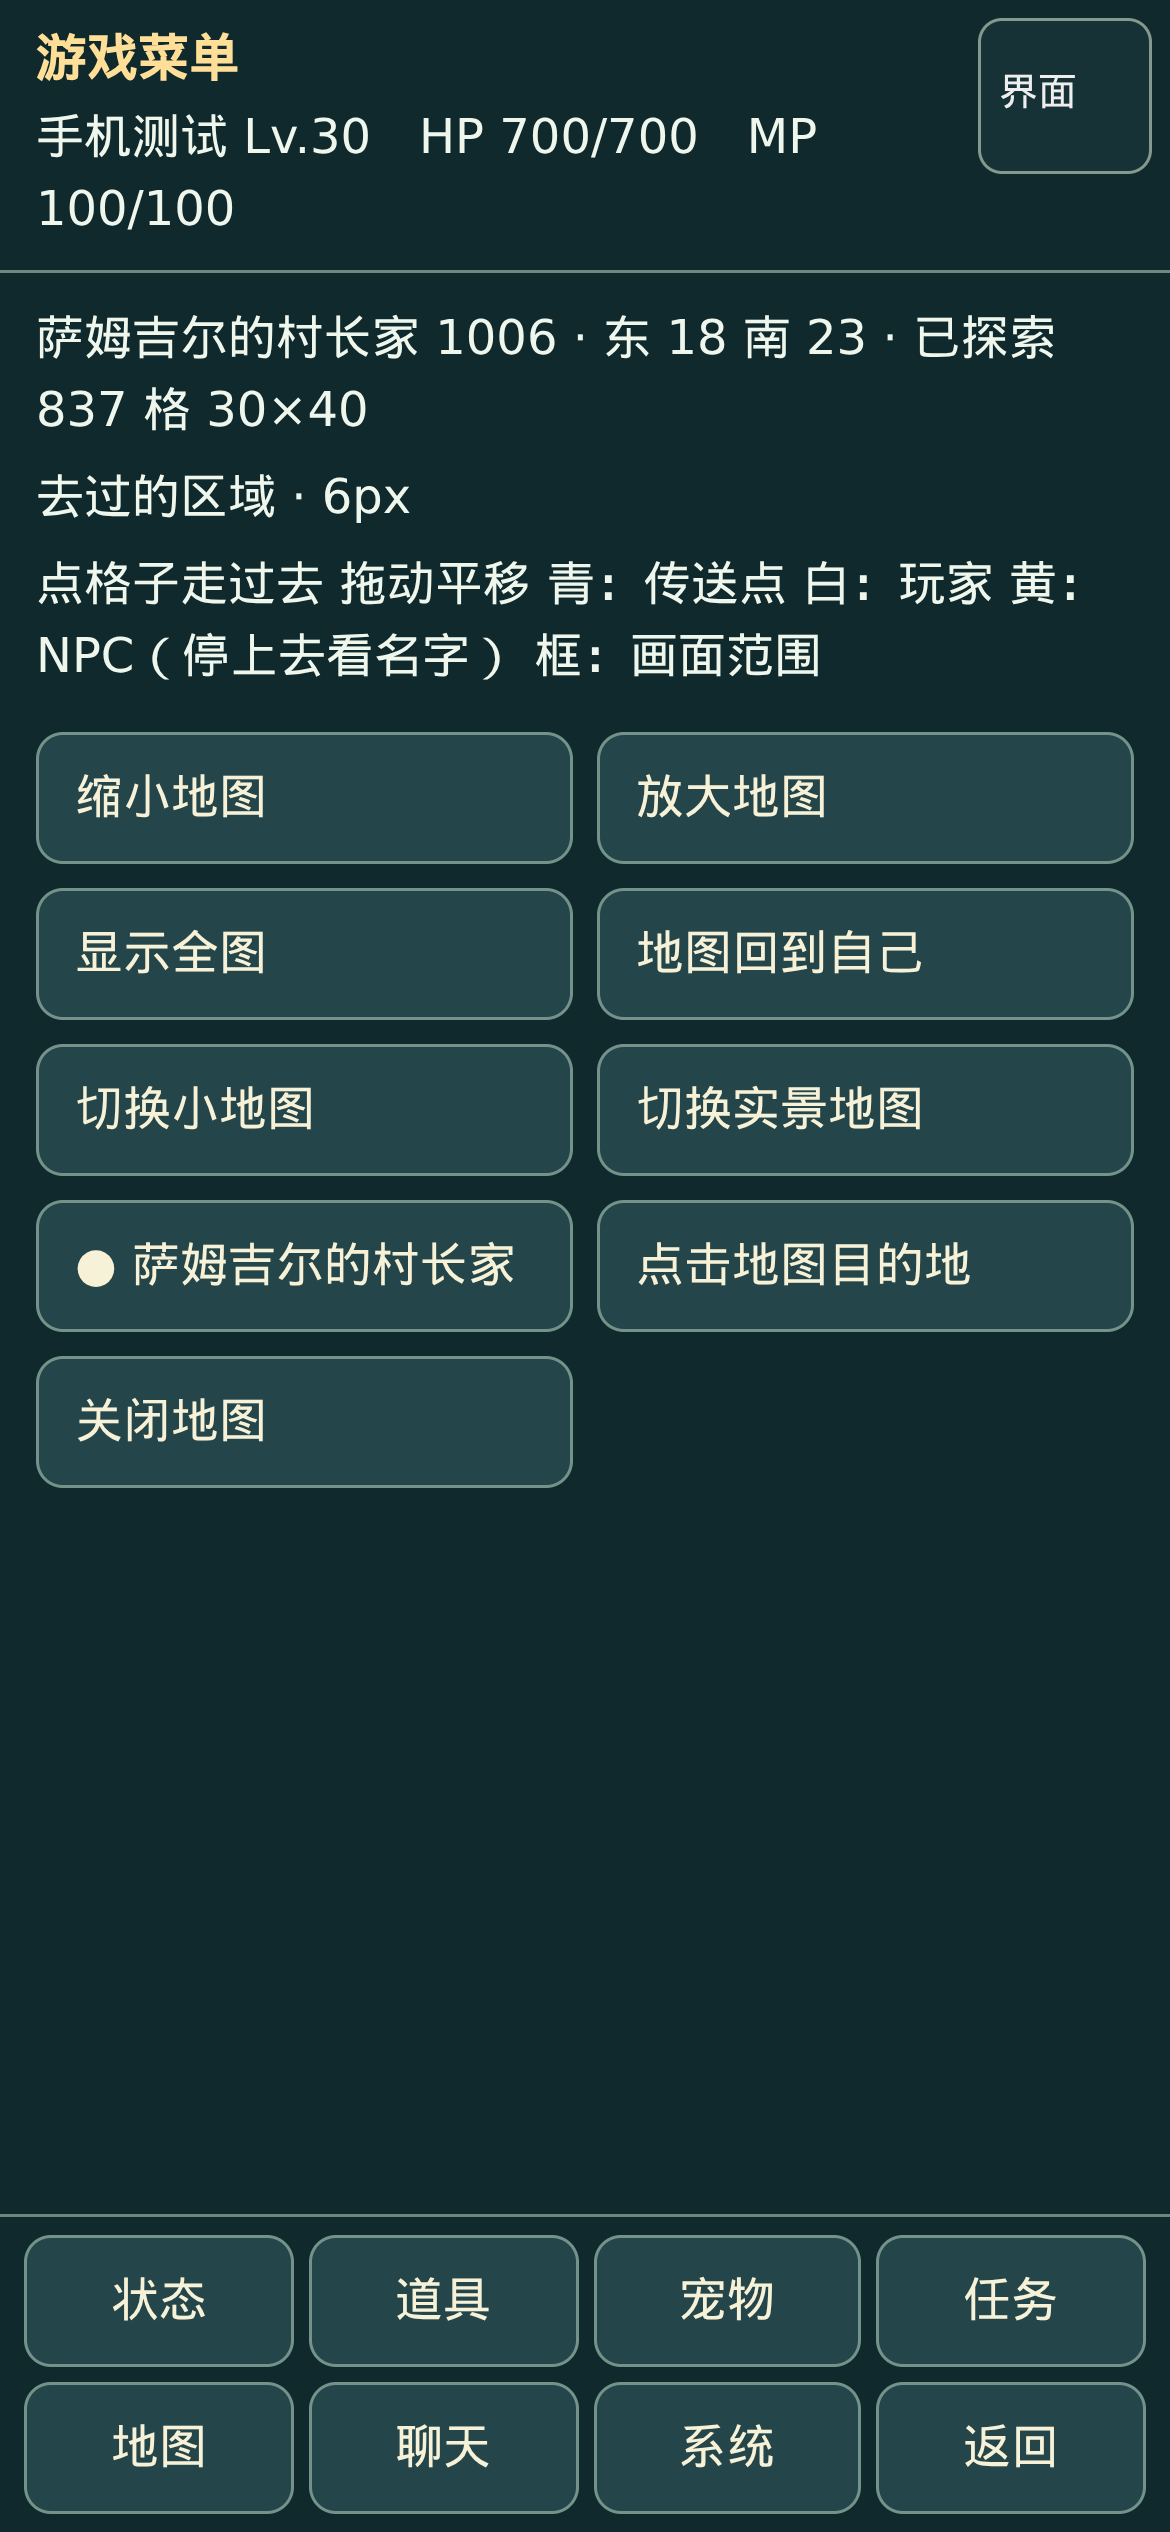 游戏菜单
界面
手机测试 Lv.30 HP 700/700 MP
100/100
萨姆吉尔的村长家 1006 · 东 18 南 23 · 已探索
837 格 30×40
去过的区域 · 6px
点格子走过去 拖动平移 青：传送点 白：玩家 黄：
NPC（停上去看名字） 框：画面范围
缩小地图
放大地图
显示全图
地图回到自己
切换小地图
切换实景地图
● 萨姆吉尔的村长家
点击地图目的地
关闭地图
状态
道具
宠物
任务
地图
聊天
系统
返回